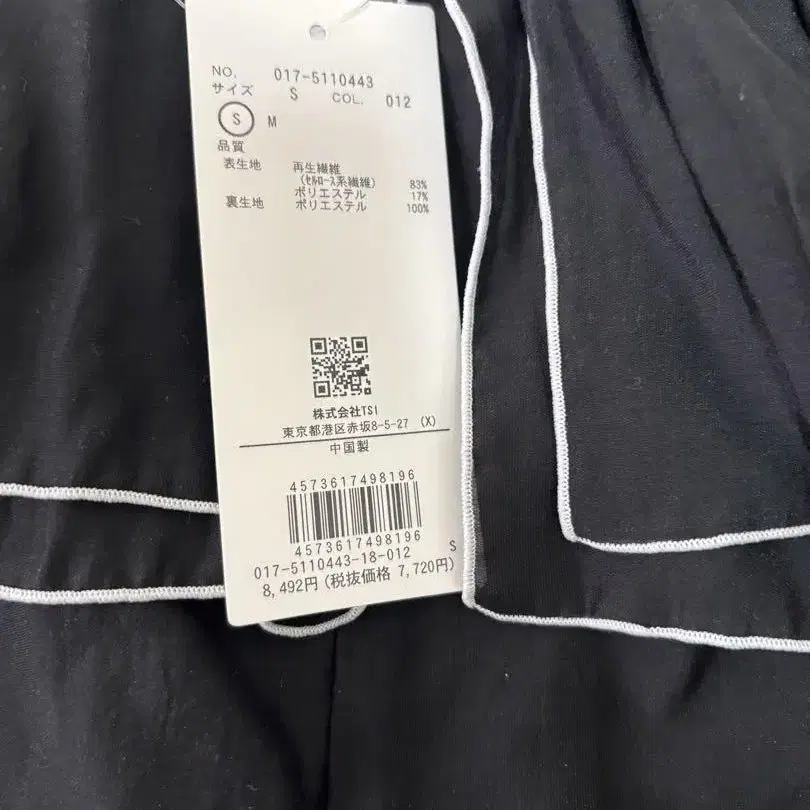 NO. 017-5110443
サイズ S COL. 012
S M
品質
表生地 再生繊維
(ｾﾙﾛｰｽ系繊維) 83%
ポリエステル 17%
裏生地 ポリエステル 100%
株式会社TSI
東京都港区赤坂8-5-27 (X)
中国製
4573617498196
4573617498196
017-5110443-18-012 S
8,492円(税抜価格 7,720円)